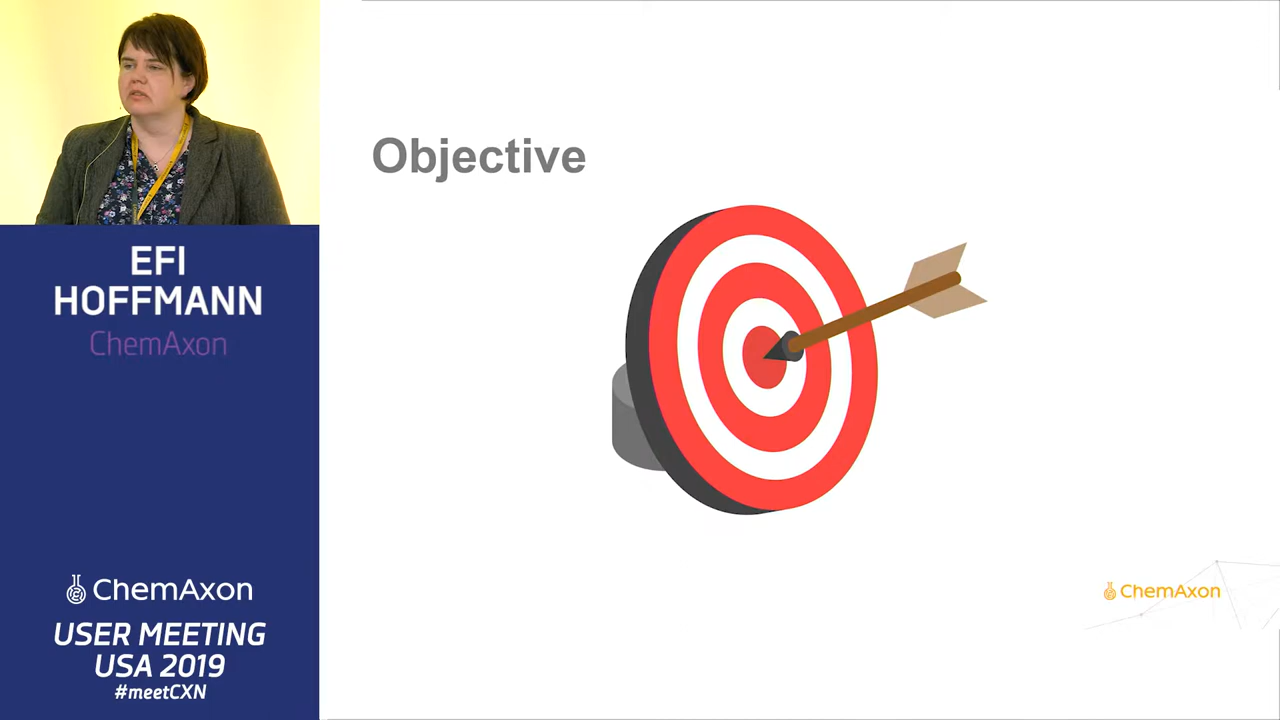 EFI
HOFFMANN
ChemAxon
ChemAxon
USER MEETING
USA 2019
#meetCXN
Objective
ChemAxon